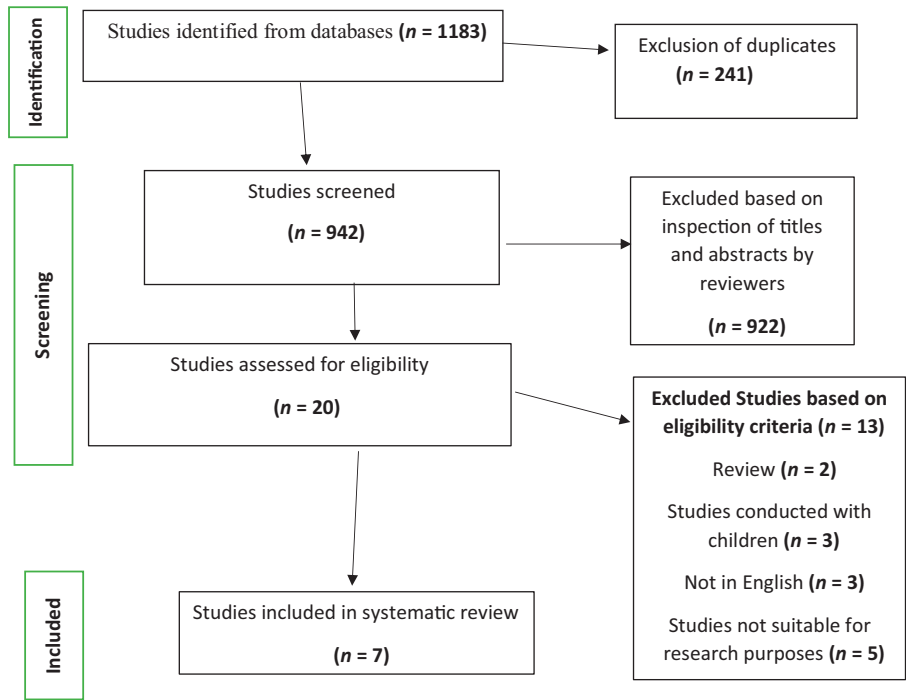 Identification
Studies identified from databases (n = 1183)
Exclusion of duplicates
(n = 241)
Screening
Studies screened
(n = 942)
Excluded based on
inspection of titles
and abstracts by
reviewers
(n = 922)
Studies assessed for eligibility
(n = 20)
Excluded Studies based on
eligibility criteria (n = 13)
Review (n = 2)
Studies conducted with
children (n = 3)
Not in English (n = 3)
Studies not suitable for
research purposes (n = 5)
Included
Studies included in systematic review
(n = 7)